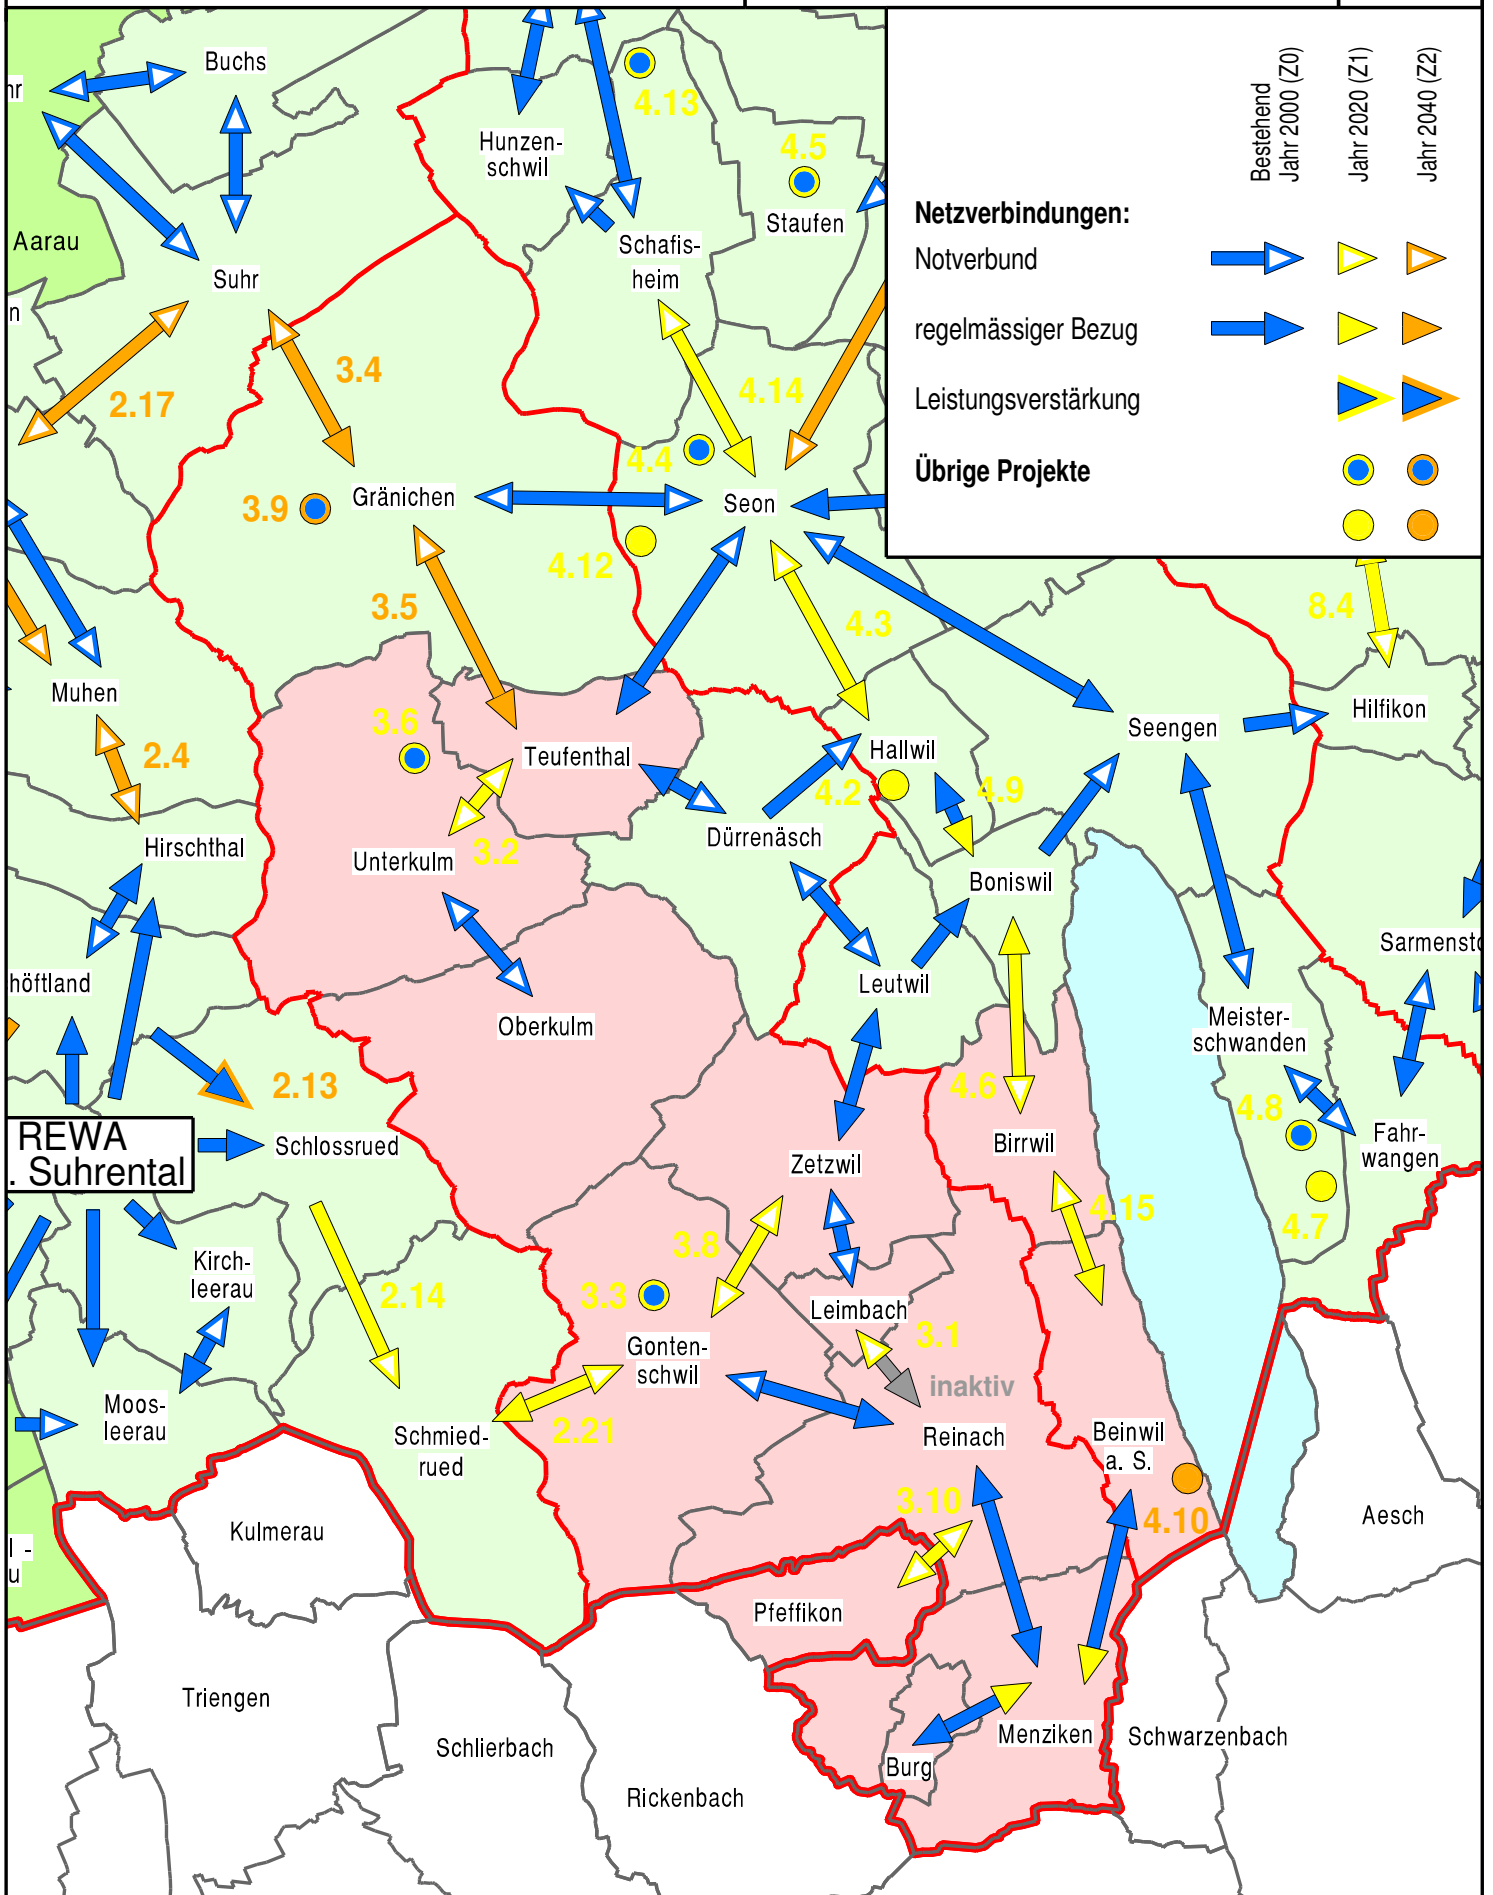 Bestehend
Jahr 2000 (Z0)
Jahr 2020 (Z1)
Jahr 2040 (Z2)
Netzverbindungen:
Notverbund
regelmässiger Bezug
Leistungsverstärkung
Übrige Projekte
Buchs
hr
4.13
Hunzen-
schwil
4.5
Staufen
Aarau
Schafis-
heim
Suhr
n
3.4
2.17
4.14
4.4
Gränichen
Seon
3.9
4.12
3.5
4.3
8.4
Muhen
Hilfikon
3.6
Seengen
Hallwil
2.4
Teufenthal
4.2
4.9
Dürrenäsch
Hirschthal
3.2
Unterkulm
Boniswil
Sarmensto
höftland
Leutwil
Oberkulm
Meister-
schwanden
2.13
4.6
4.8
REWA
. Suhrental
Schlossrued
Birrwil
Fahr-
wangen
Zetzwil
4.15
4.7
3.8
Kirch-
leerau
2.14
3.3
Leimbach
3.1
Gonten-
schwil
inaktiv
Moos-
leerau
2.21
Schmied-
rued
Reinach
Beinwil
a. S.
3.10
4.10
Aesch
Kulmerau
l -
u
Pfeffikon
Triengen
Menziken
Schwarzenbach
Schlierbach
Burg
Rickenbach